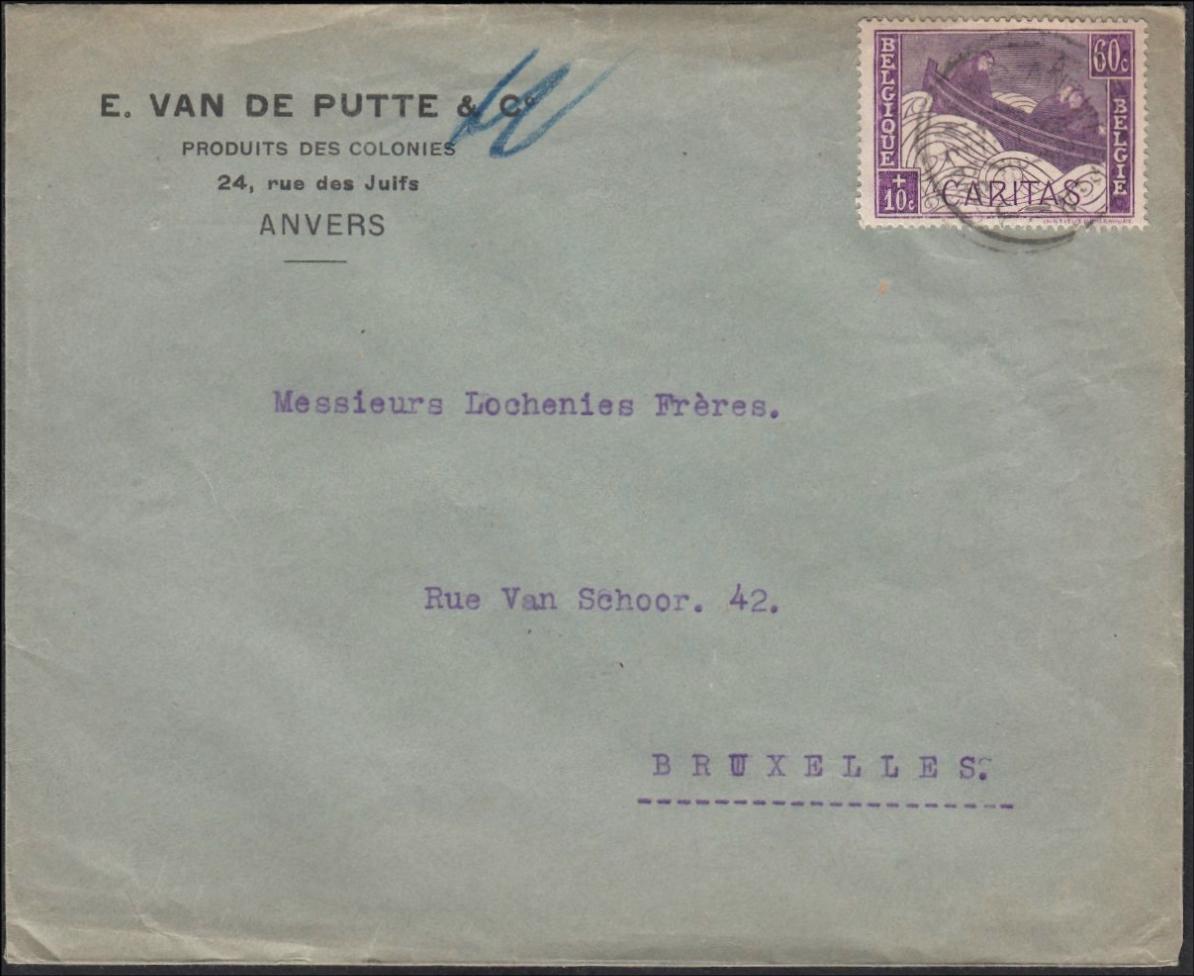 E. VAN DE PUTTE & Cº
PRODUITS DES COLONIES
24, rue des Juifs
ANVERS
BELGIQUE
60c
BELGIE
+10c
CARITAS
Messieurs Lochenies Frères.
Rue Van Schoor. 42.
BRUXELLES.